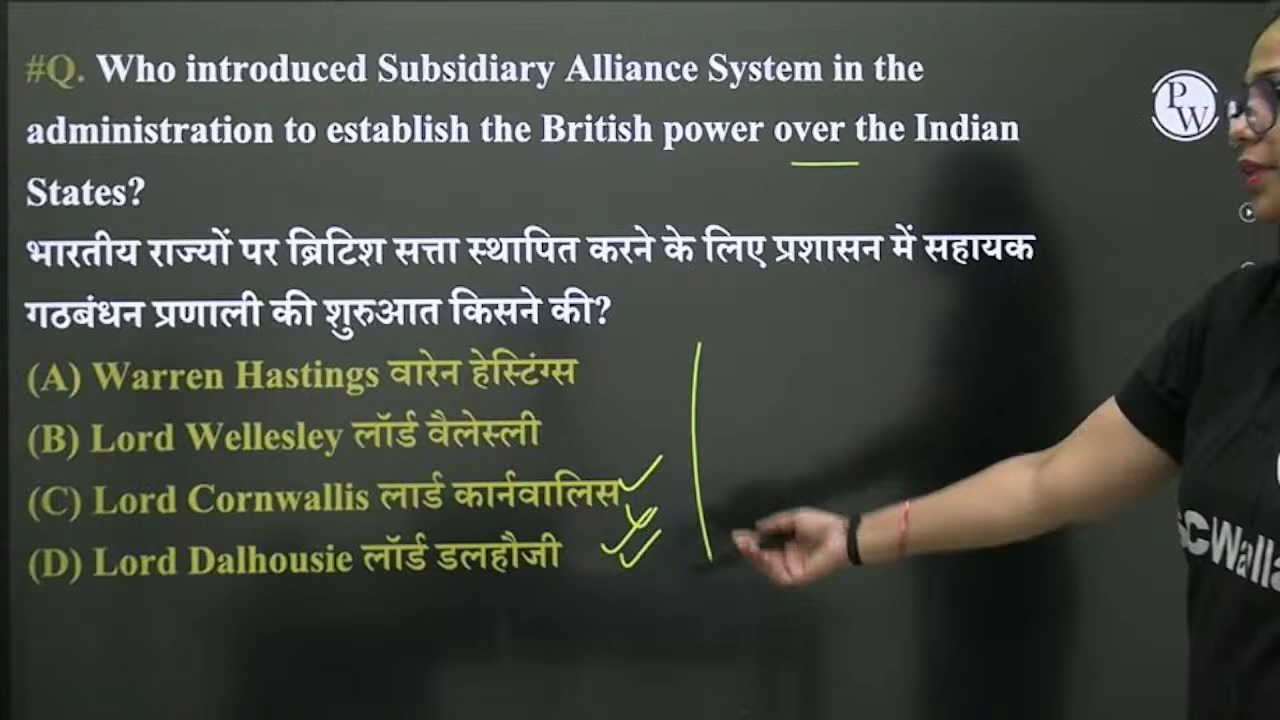 #Q. Who introduced Subsidiary Alliance System in the
administration to establish the British power over the Indian
States?
भारतीय राज्यों पर ब्रिटिश सत्ता स्थापित करने के लिए प्रशासन में सहायक
गठबंधन प्रणाली की शुरुआत किसने की?
(A) Warren Hastings वारेन हेस्टिंग्स
(B) Lord Wellesley लॉर्ड वैलेस्ली
(C) Lord Cornwallis लार्ड कार्नवालिस
(D) Lord Dalhousie लॉर्ड डलहौजी
PW